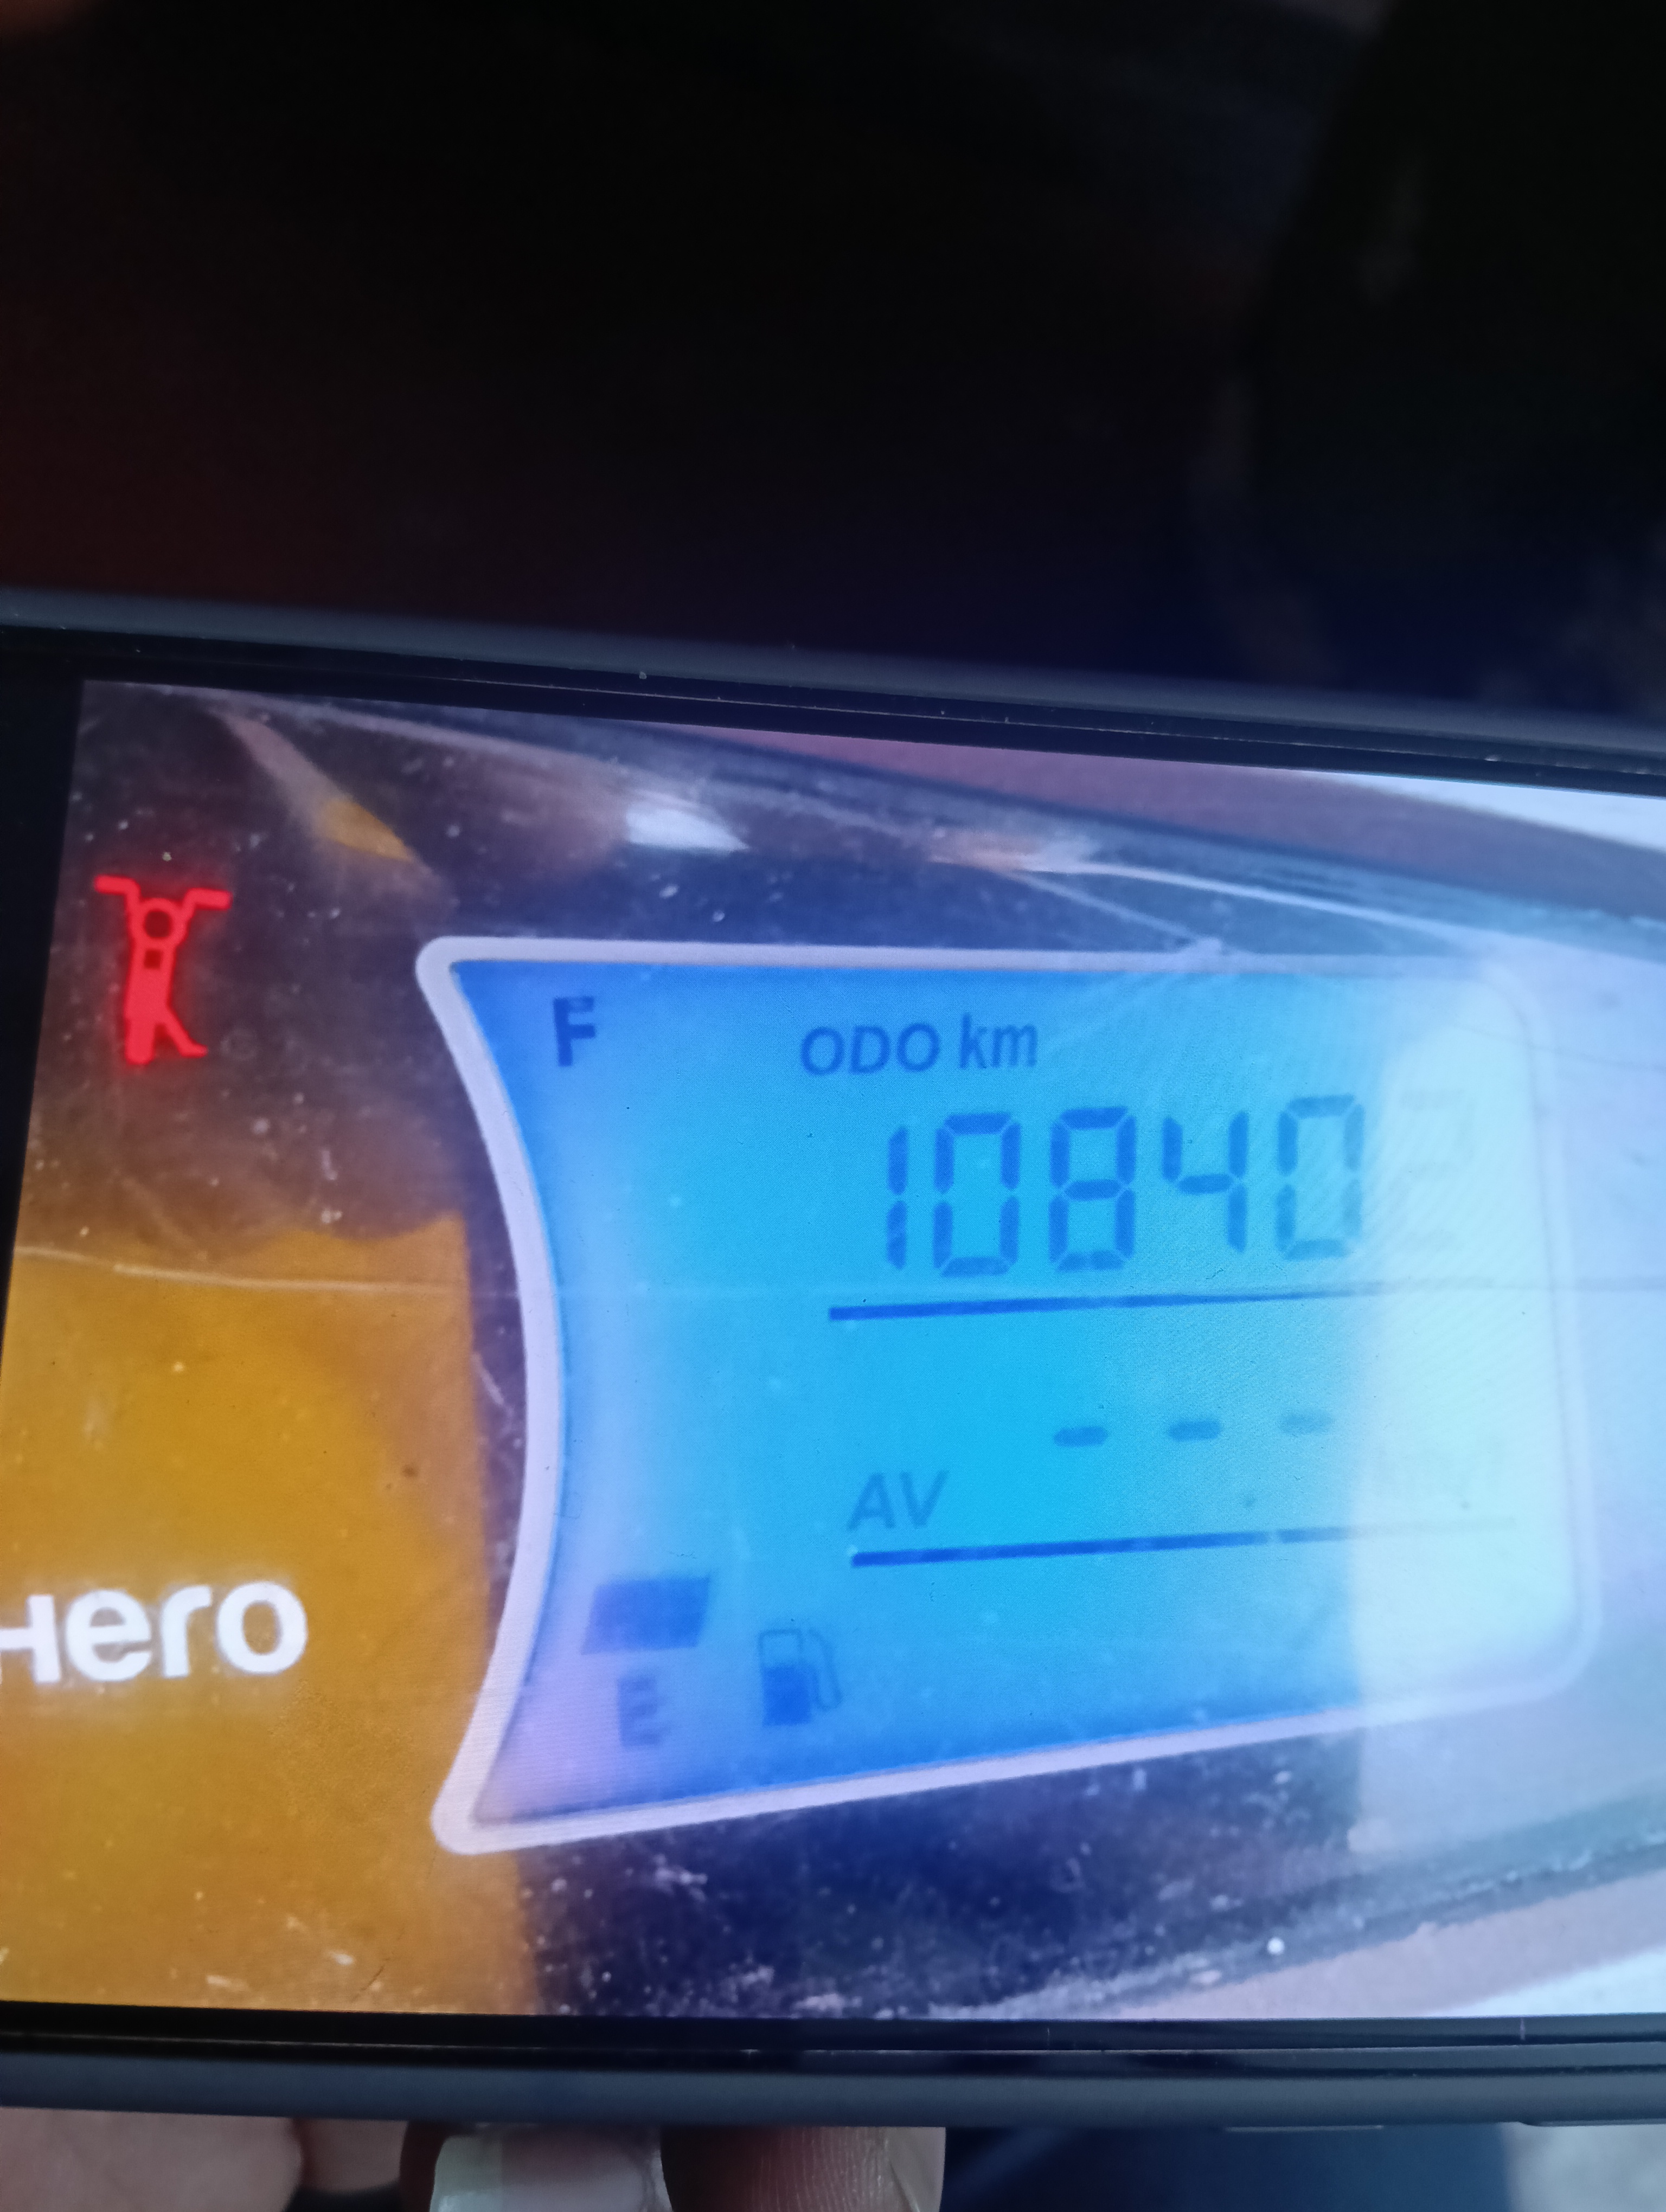 F
ODO km
10840
- - -
AV
E
Hero